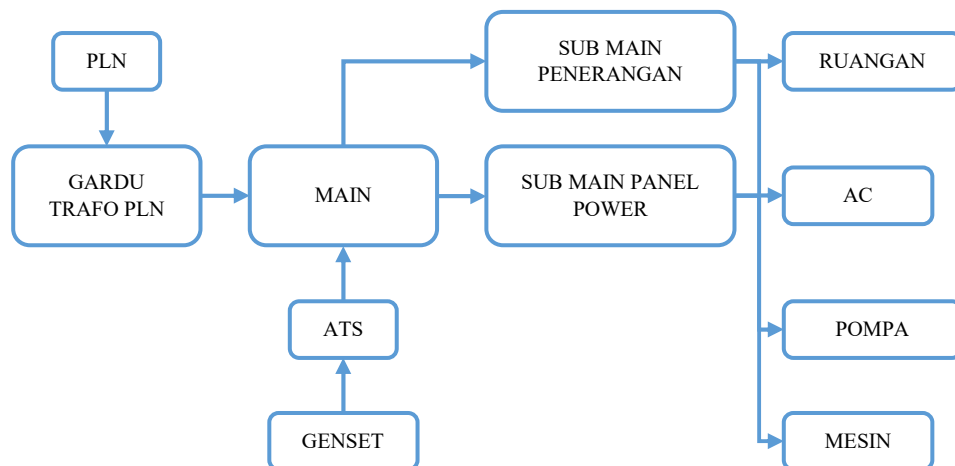 PLN
GARDU
TRAFO PLN
MAIN
ATS
GENSET
SUB MAIN
PENERANGAN
SUB MAIN PANEL
POWER
RUANGAN
AC
POMPA
MESIN